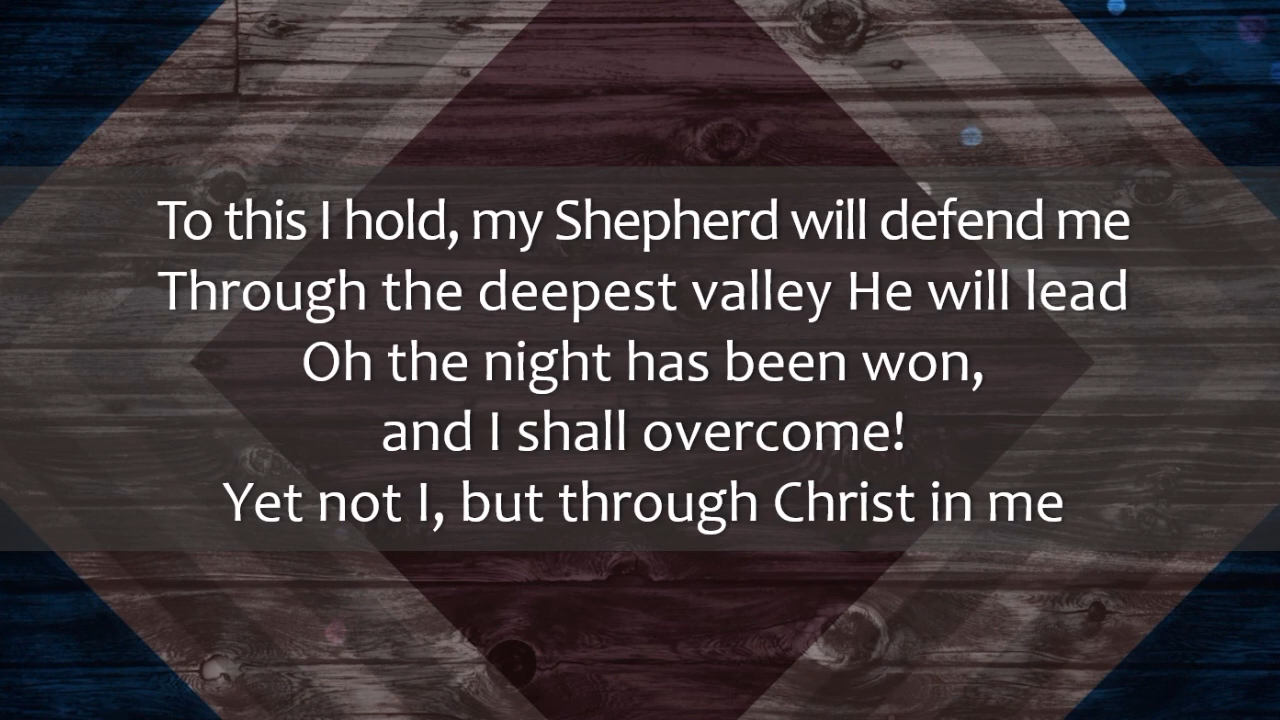 To this I hold, my Shepherd will defend me
Through the deepest valley He will lead
Oh the night has been won,
and I shall overcome!
Yet not I, but through Christ in me